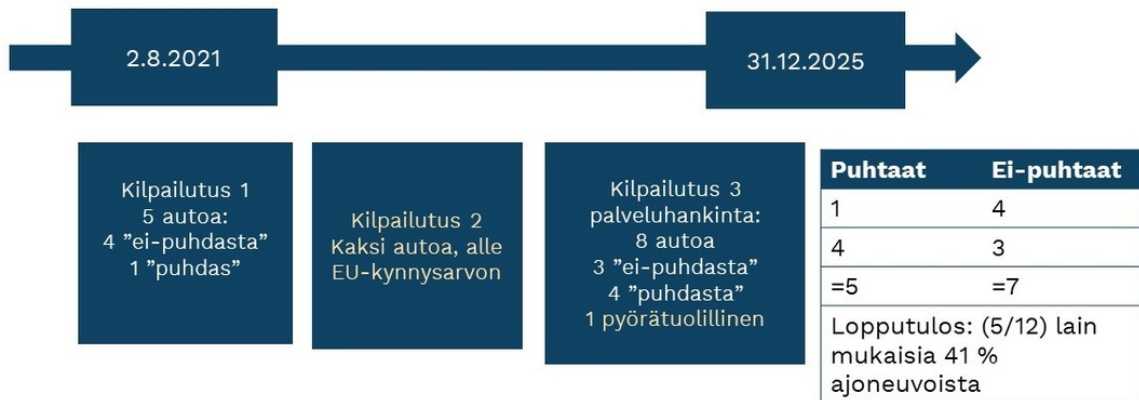 2.8.2021
31.12.2025
Kilpailutus 1
5 autoa:
4 ”ei-puhdasta”
1 ”puhdas”
Kilpailutus 2
Kaksi autoa, alle
EU-kynnysarvon
Kilpailutus 3
palveluhankinta:
8 autoa
3 ”ei-puhdasta”
4 ”puhdasta”
1 pyörätuolillinen
Puhtaat Ei-puhtaat
1 4
4 3
=5 =7
Lopputulos: (5/12) lain
mukaisia 41 %
ajoneuvoista